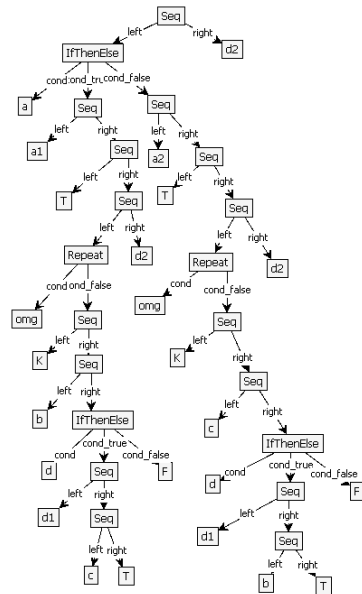 Seq
left right
IfThenElse d2
cond cond_true cond_false
a Seq Seq
left right left right
a1 Seq a2 Seq
left right left right
T Seq T Seq
left right left right
Repeat d2 Repeat d2
cond cond_false cond cond_false
omg Seq omg Seq
left right left right
K Seq K Seq
left right left right
b IfThenElse c IfThenElse
cond cond_true cond_false cond cond_true cond_false
d Seq F d Seq F
left right left right
d1 Seq d1 Seq
left right left right
c T b T